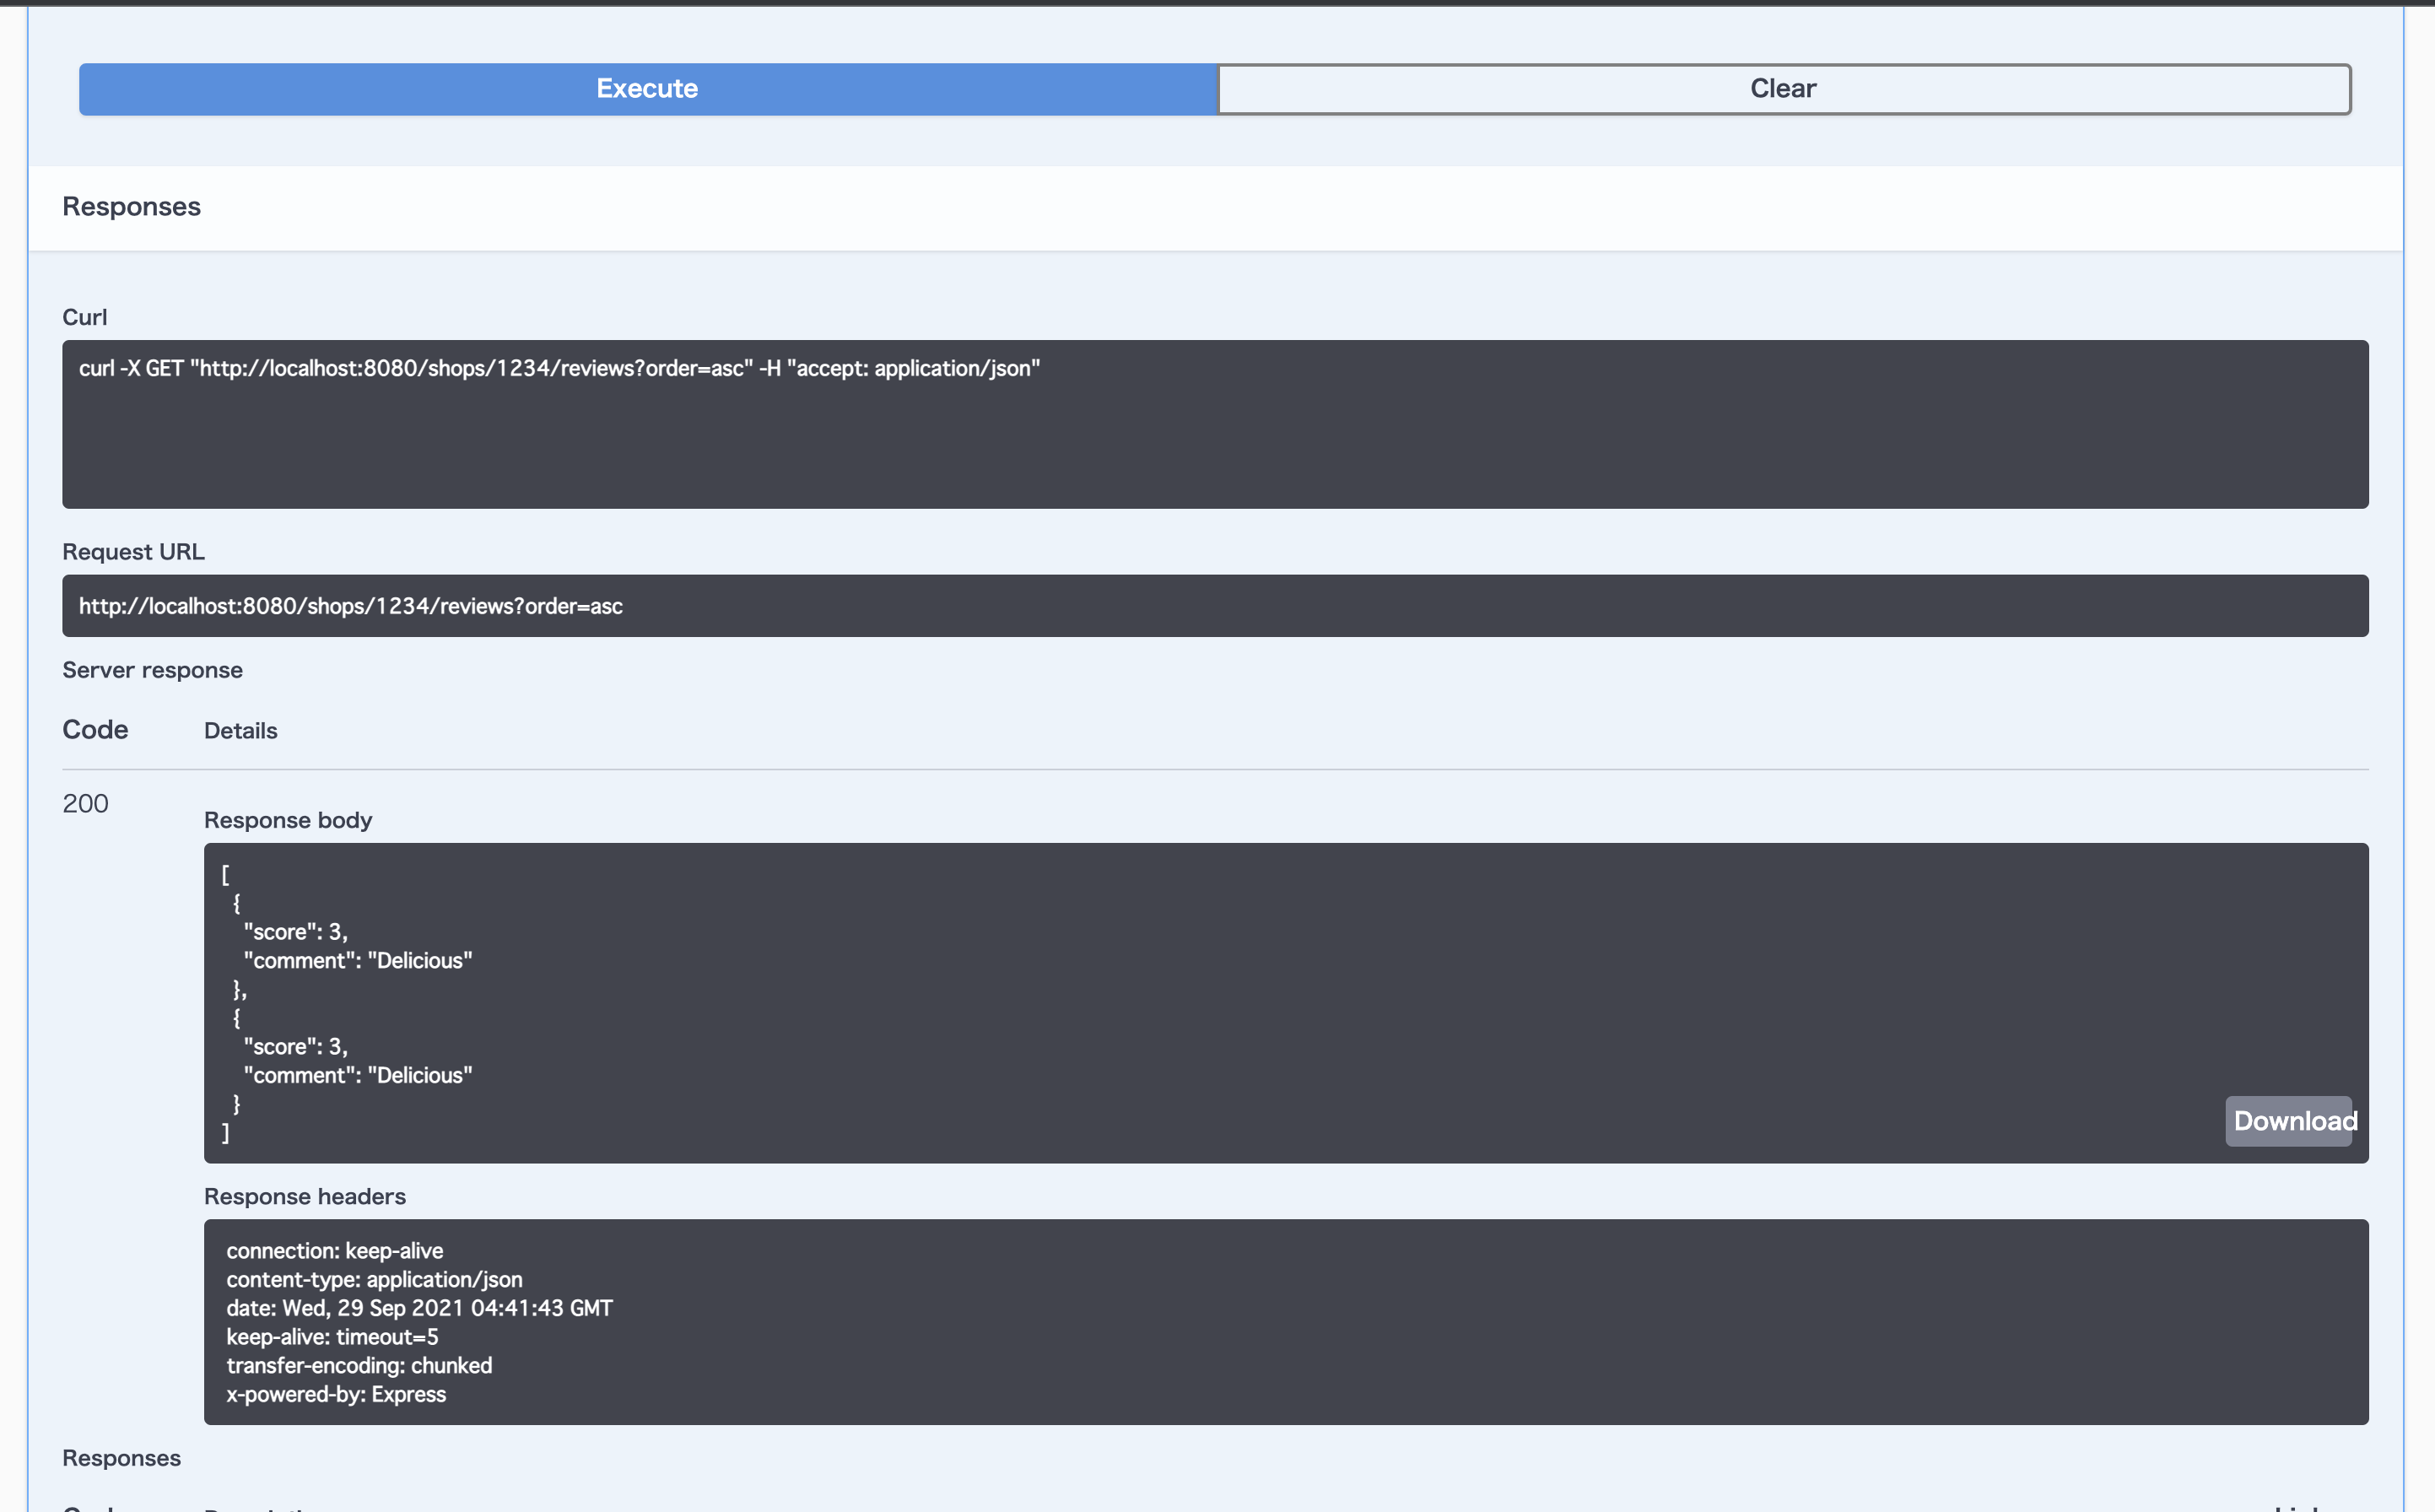 Execute
Clear
Responses
Curl
curl -X GET "http://localhost:8080/shops/1234/reviews?order=asc" -H "accept: application/json"
Request URL
http://localhost:8080/shops/1234/reviews?order=asc
Server response
Code Details
200
Response body
[
  {
    "score": 3,
    "comment": "Delicious"
  },
  {
    "score": 3,
    "comment": "Delicious"
  }
]
Download
Response headers
connection: keep-alive
content-type: application/json
date: Wed, 29 Sep 2021 04:41:43 GMT
keep-alive: timeout=5
transfer-encoding: chunked
x-powered-by: Express
Responses